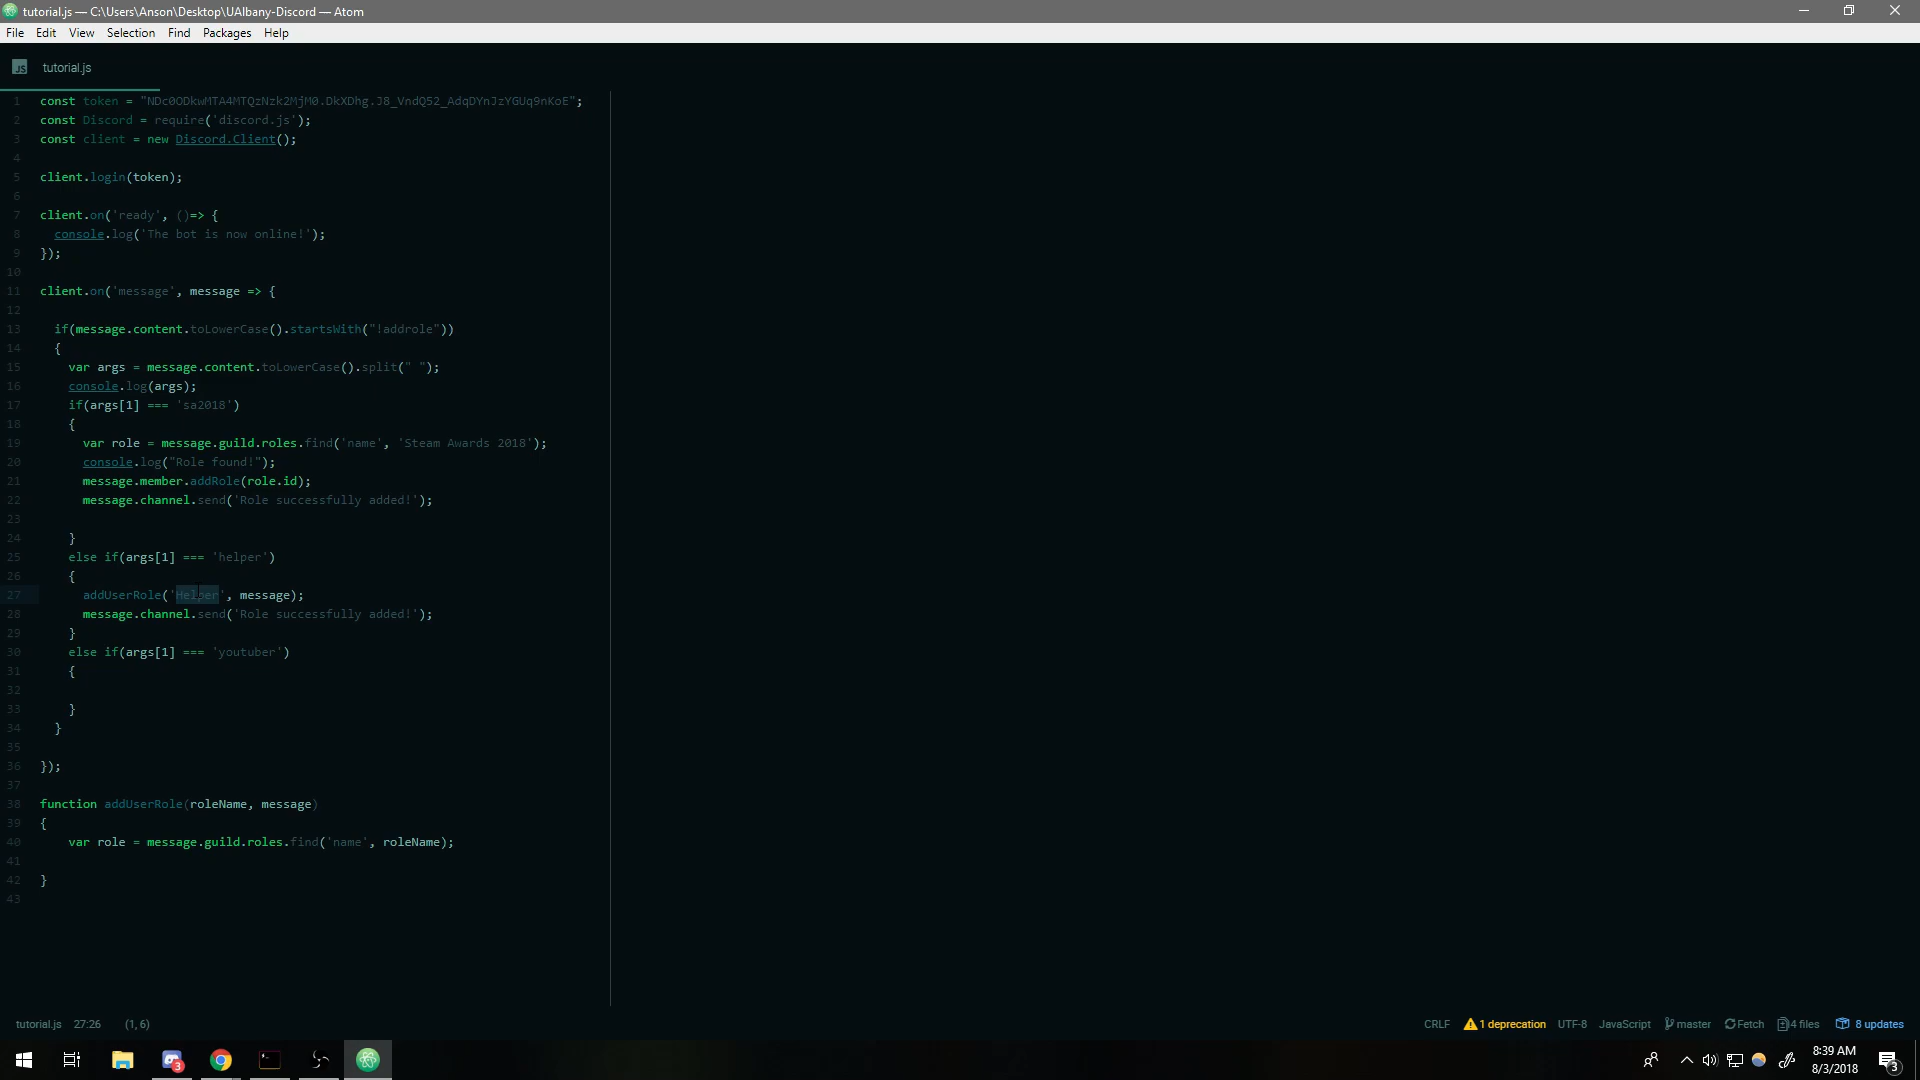 tutorial.js — C:\Users\Anson\Desktop\UAlbany-Discord — Atom
File Edit View Selection Find Packages Help
JS tutorial.js
1 const token = "NDc0ODkwMTA4MTQzNzk2MjM0.DkXDhg.J8_VndQ52_AdqDYnJzYGUq9nKoE";
2 const Discord = require('discord.js');
3 const client = new Discord.Client();
4
5 client.login(token);
6
7 client.on('ready', ()=> {
8 console.log('The bot is now online!');
9 });
10
11 client.on('message', message => {
12
13 if(message.content.toLowerCase().startsWith("!addrole"))
14 {
15 var args = message.content.toLowerCase().split(" ");
16 console.log(args);
17 if(args[1] === 'sa2018')
18 {
19 var role = message.guild.roles.find('name', 'Steam Awards 2018');
20 console.log("Role found!");
21 message.member.addRole(role.id);
22 message.channel.send('Role successfully added!');
23
24 }
25 else if(args[1] === 'helper')
26 {
27 addUserRole('Helper', message);
28 message.channel.send('Role successfully added!');
29 }
30 else if(args[1] === 'youtuber')
31 {
32
33 }
34 }
35
36 });
37
38 function addUserRole(roleName, message)
39 {
40 var role = message.guild.roles.find('name', roleName);
41
42 }
43
tutorial.js 27:26 (1, 6) CRLF 1 deprecation UTF-8 JavaScript master Fetch 4 files 8 updates
3 8:39 AM
8/3/2018 3